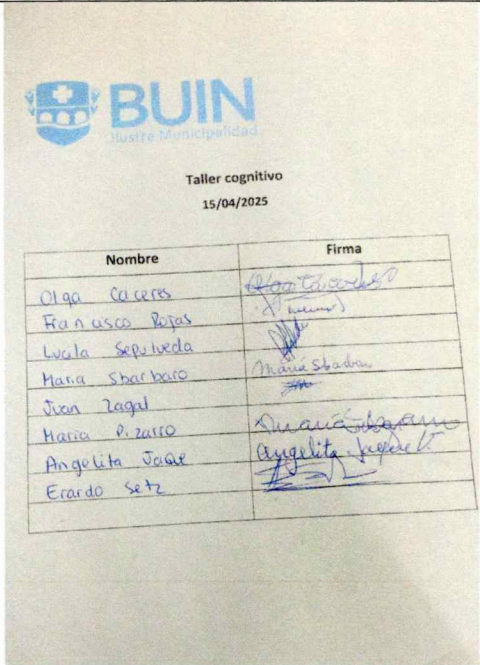 BUIN
Ilustre Municipalidad
Taller cognitivo
15/04/2025
Nombre Firma
Olga Caceres
Francisco Rojas
Lucila Sepulveda
Maria Sbarbaro María Sbarbaro
Juan Zagal
Maria Pizarro
Angelita Jaque Angelita Jaque V.
Erardo Setz